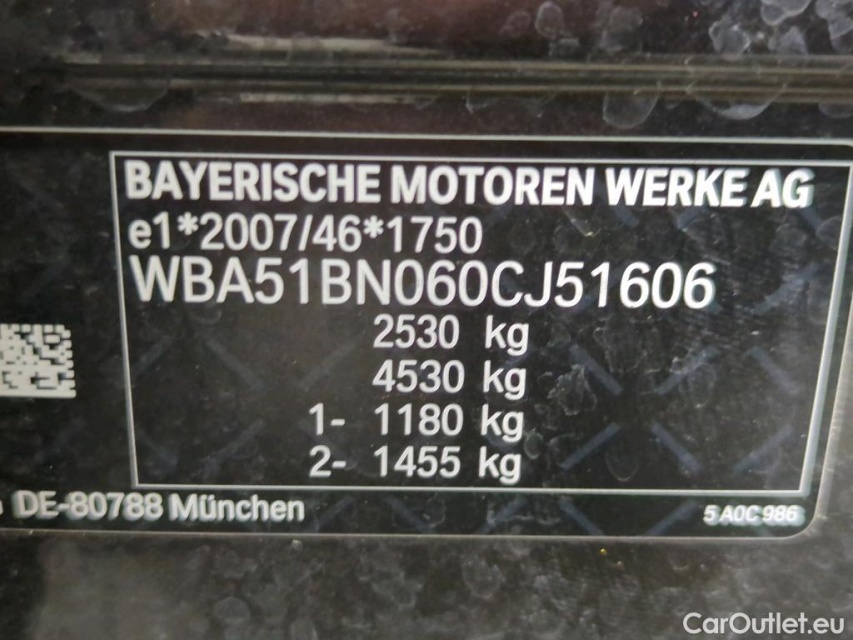 BAYERISCHE MOTOREN WERKE AG
e1*2007/46*1750
WBA51BN060CJ51606
2530 kg
4530 kg
1- 1180 kg
2- 1455 kg
DE-80788 München
5 A0C 986
CarOutlet.eu